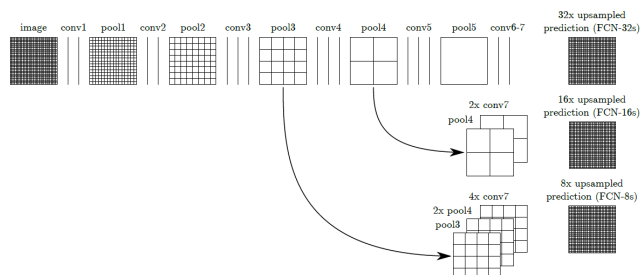 32x upsampled
image conv1 pool1 conv2 pool2 conv3 pool3 conv4 pool4 conv5 pool5 conv6-7 prediction (FCN-32s)
16x upsampled
2x conv7 prediction (FCN-16s)
pool4
8x upsampled
4x conv7 prediction (FCN-8s)
2x pool4
pool3